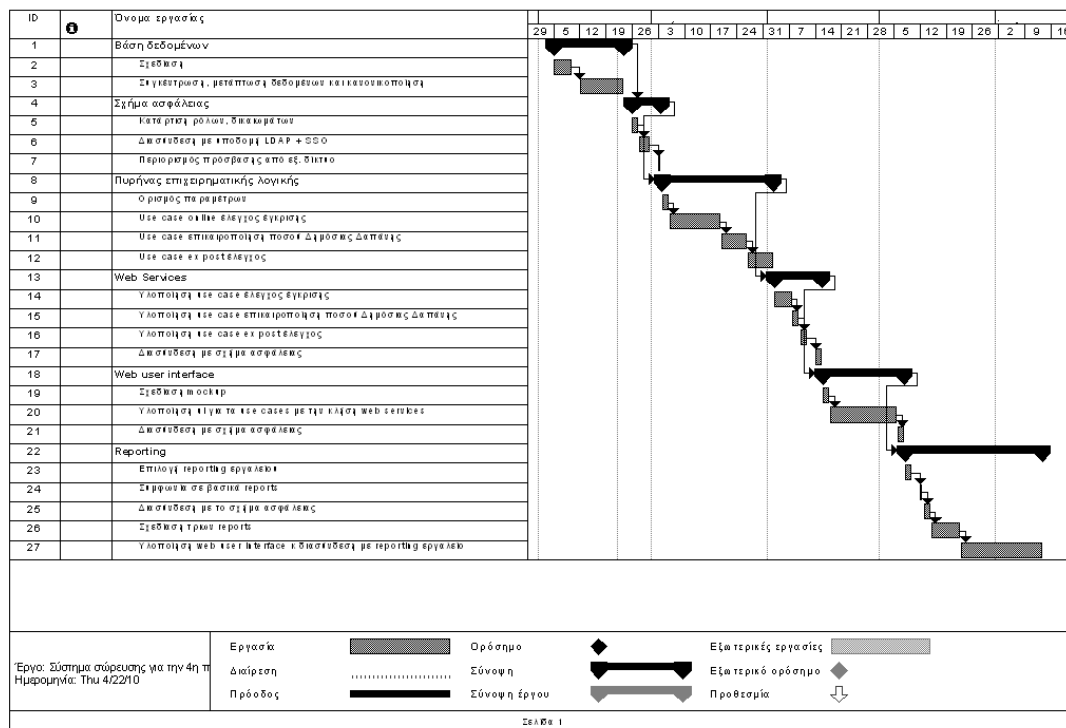 ID Όνομα εργασίας
29 5 12 19 26 3 10 17 24 31 7 14 21 28 5 12 19 26 2 9 16
1 Βάση δεδομένων
2 Σχεδίαση
3 Συγκέντρωση, μετάπτωση δεδομένων και κανονικοποίηση
4 Σχήμα ασφάλειας
5 Κατάρτιση ρόλων, δικαιωμάτων
6 Διασύνδεση με υποδομή LDAP + SSO
7 Περιορισμός πρόσβασης από εξ. δίκτυο
8 Πυρήνας επιχειρηματικής λογικής
9 Ορισμός παραμέτρων
10 Use case online έλεγχος έγκρισης
11 Use case επικαιροποίηση ποσού Δημόσιας Δαπάνης
12 Use case ex post έλεγχος
13 Web Services
14 Υλοποίηση use case έλεγχος έγκρισης
15 Υλοποίηση use case επικαιροποίηση ποσού Δημόσιας Δαπάνης
16 Υλοποίηση use case ex post έλεγχος
17 Διασύνδεση με σχήμα ασφάλειας
18 Web user interface
19 Σχεδίαση mockup
20 Υλοποίηση ui για τα use cases με την κλήση web services
21 Διασύνδεση με σχήμα ασφάλειας
22 Reporting
23 Επιλογή reporting εργαλείου
24 Συμφωνία σε βασικά reports
25 Διασύνδεση με το σχήμα ασφάλειας
26 Σχεδίαση τριων reports
27 Υλοποίηση web user interface κ διασύνδεση με reporting εργαλείο
Έργο: Σύστημα σώρευσης για την 4η π
Ημερομηνία: Thu 4/22/10
Εργασία Ορόσημο Εξωτερικές εργασίες
Διαίρεση Σύνοψη Εξωτερικό ορόσημο
Πρόοδος Σύνοψη έργου Προθεσμία
Σελίδα 1